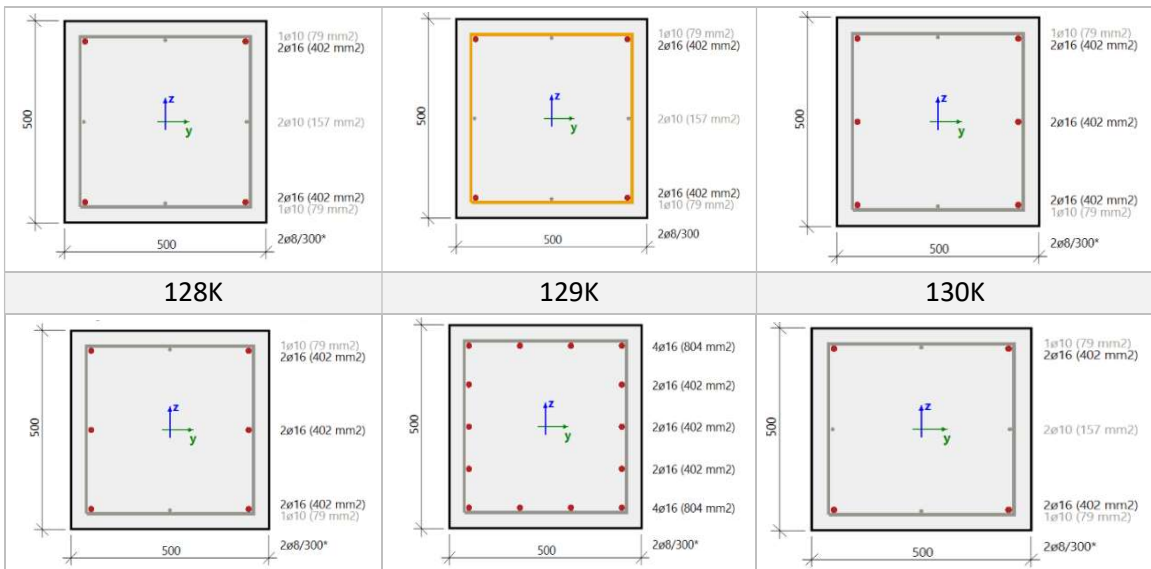 1ø10 (79 mm2)
2ø16 (402 mm2)
500
z
y
2ø10 (157 mm2)
2ø16 (402 mm2)
1ø10 (79 mm2)
500
2ø8/300*
1ø10 (79 mm2)
2ø16 (402 mm2)
500
z
y
2ø10 (157 mm2)
2ø16 (402 mm2)
1ø10 (79 mm2)
500
2ø8/300
1ø10 (79 mm2)
2ø16 (402 mm2)
500
z
y
2ø16 (402 mm2)
2ø16 (402 mm2)
1ø10 (79 mm2)
500
2ø8/300*
128K
129K
130K
1ø10 (79 mm2)
2ø16 (402 mm2)
500
z
y
2ø16 (402 mm2)
2ø16 (402 mm2)
1ø10 (79 mm2)
500
2ø8/300*
4ø16 (804 mm2)
2ø16 (402 mm2)
500
z
y
2ø16 (402 mm2)
2ø16 (402 mm2)
4ø16 (804 mm2)
500
2ø8/300*
1ø10 (79 mm2)
2ø16 (402 mm2)
500
z
y
2ø10 (157 mm2)
2ø16 (402 mm2)
1ø10 (79 mm2)
500
2ø8/300*